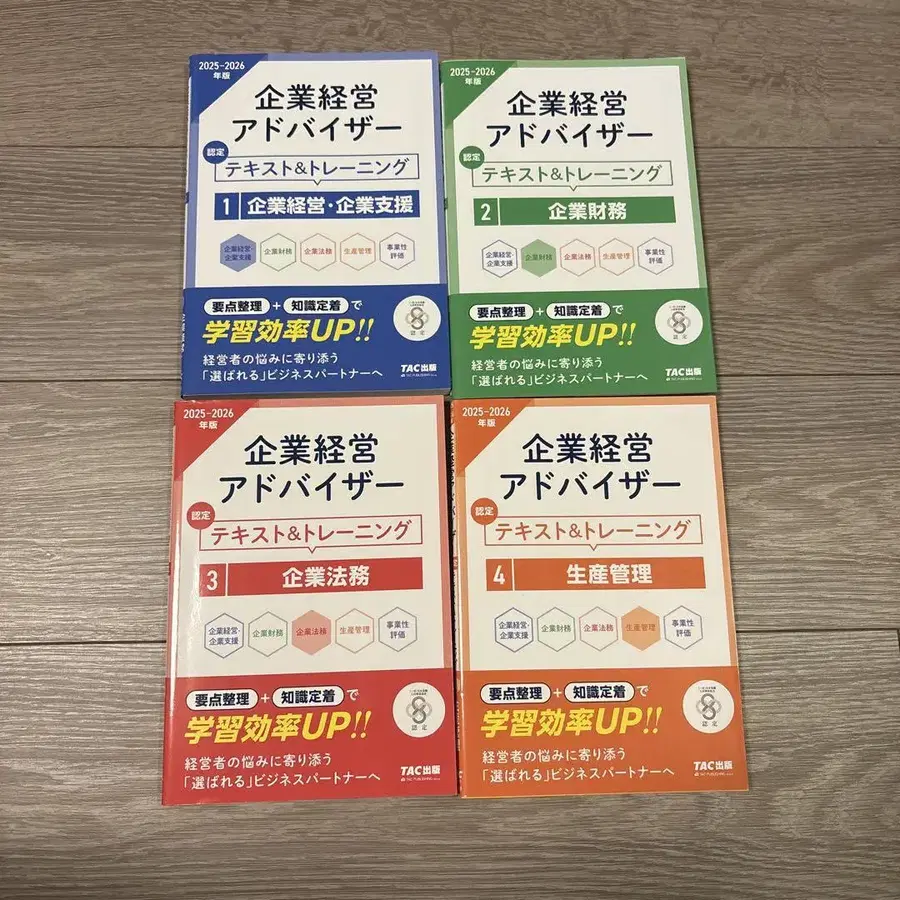 2025-2026
年版
企業経営
アドバイザー
認定
テキスト&トレーニング
1 企業経営・企業支援
企業経営・
企業支援
企業財務
企業法務
生産管理
事業性
評価
要点整理 + 知識定着 で
学習効率UP!!
認定
経営者の悩みに寄り添う
「選ばれる」ビジネスパートナーへ
2025-2026
年版
企業経営
アドバイザー
認定
テキスト&トレーニング
2 企業財務
企業経営・
企業支援
企業財務
企業法務
生産管理
事業性
評価
要点整理 + 知識定着 で
学習効率UP!!
認定
経営者の悩みに寄り添う
「選ばれる」ビジネスパートナーへ
TAC出版
2025-2026
年版
企業経営
アドバイザー
認定
テキスト&トレーニング
3 企業法務
企業経営・
企業支援
企業財務
企業法務
生産管理
事業性
評価
要点整理 + 知識定着 で
学習効率UP!!
認定
経営者の悩みに寄り添う
「選ばれる」ビジネスパートナーへ
TAC出版
2025-2026
年版
企業経営
アドバイザー
認定
テキスト&トレーニング
4 生産管理
企業経営・
企業支援
企業財務
企業法務
生産管理
事業性
評価
要点整理 + 知識定着 で
学習効率UP!!
認定
経営者の悩みに寄り添う
「選ばれる」ビジネスパートナーへ
TAC出版